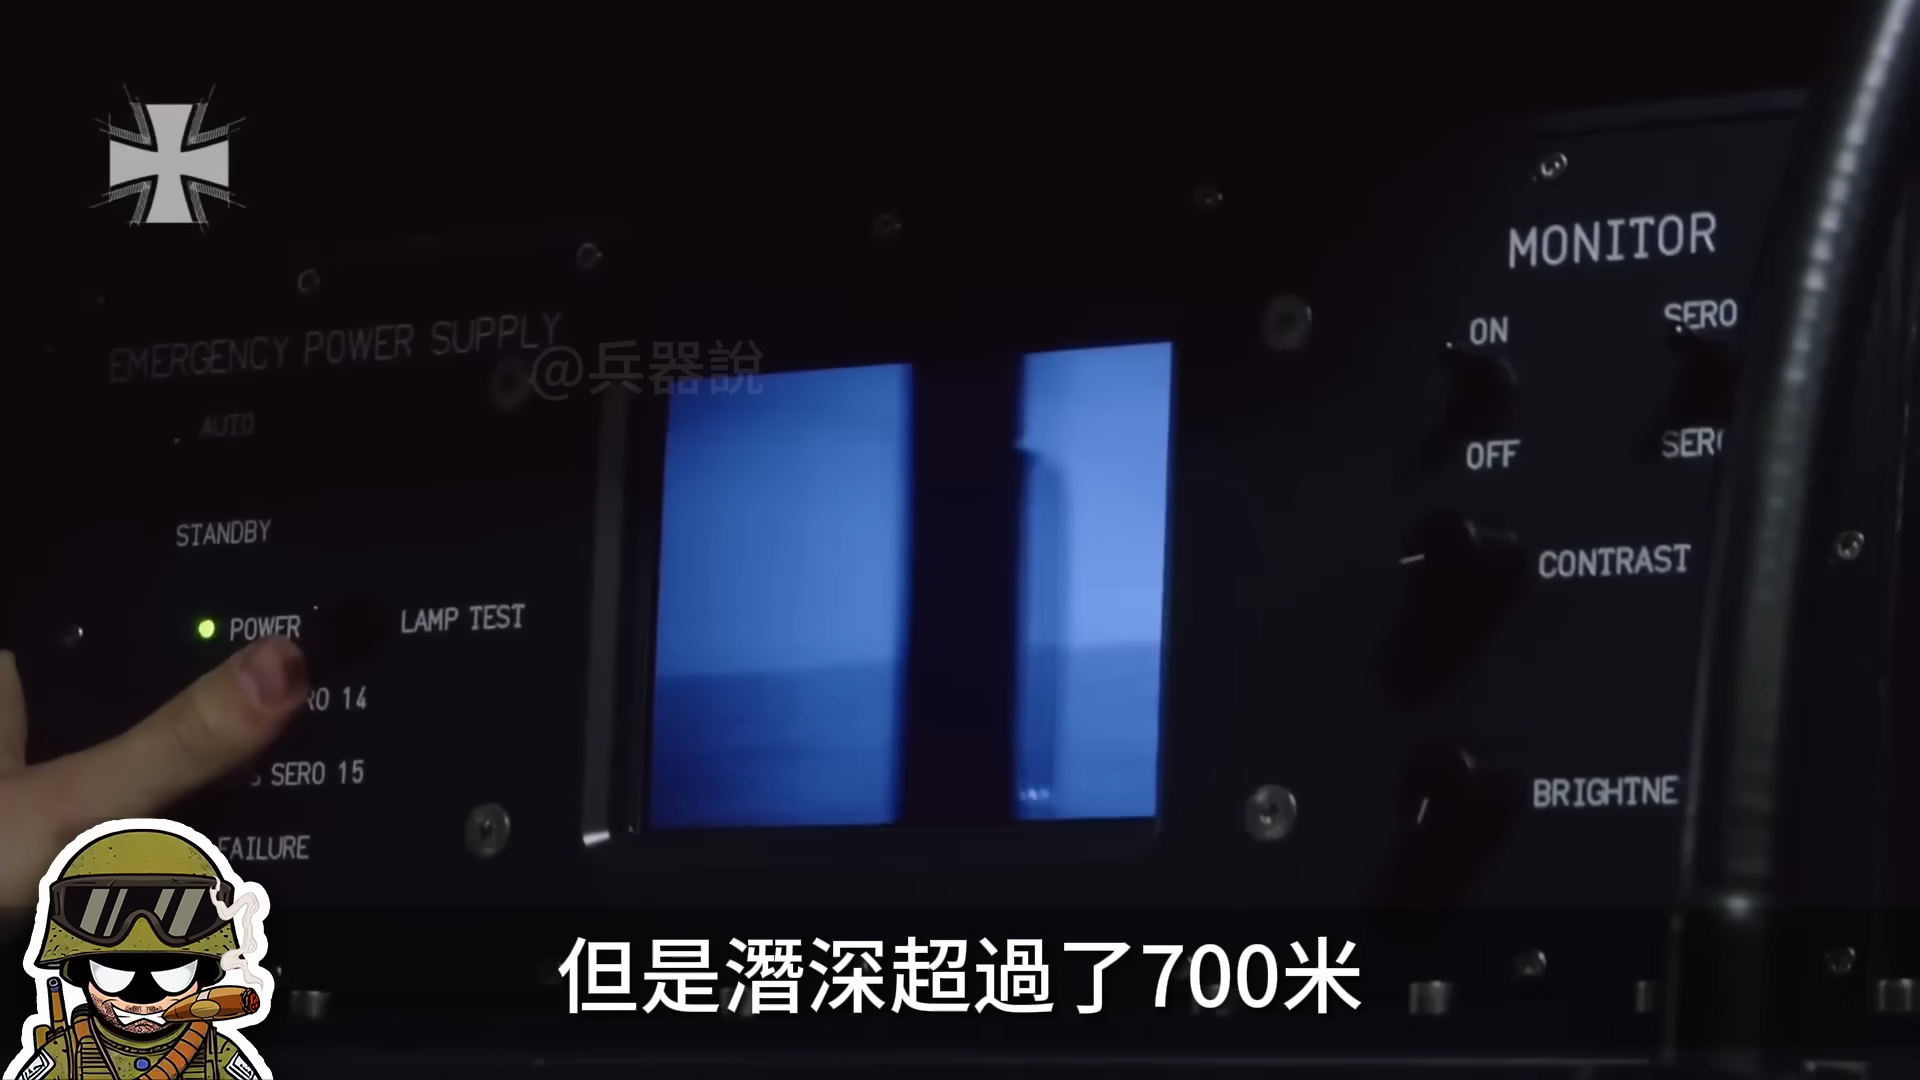 MONITOR
EMERGENCY POWER SUPPLY
ON
SERO
@兵器說
AUTO
OFF
STANDBY
CONTRAST
POWER
LAMP TEST
RO 14
SERO 15
BRIGHTNE
FAILURE
但是潛深超過了700米